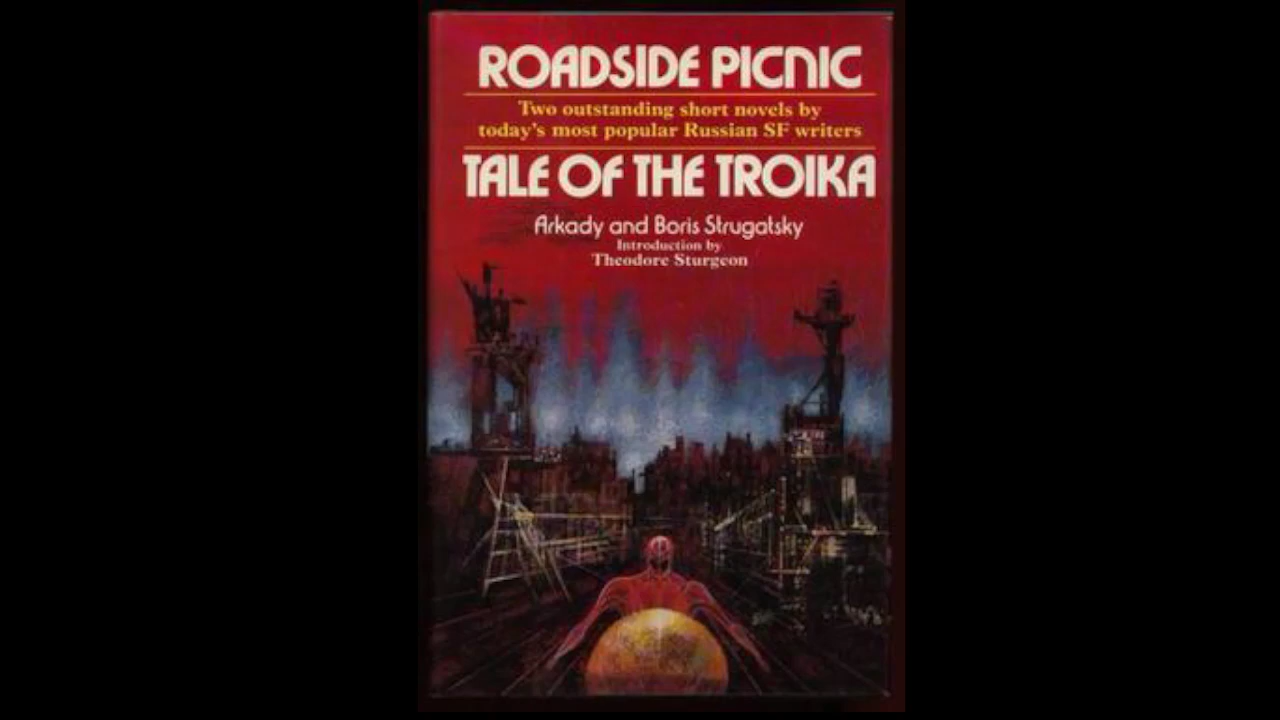 ROADSIDE PICNIC
Two outstanding short novels by
today's most popular Russian SF writers
TALE OF THE TROIKA
Arkady and Boris Strugatsky
Introduction by
Theodore Sturgeon